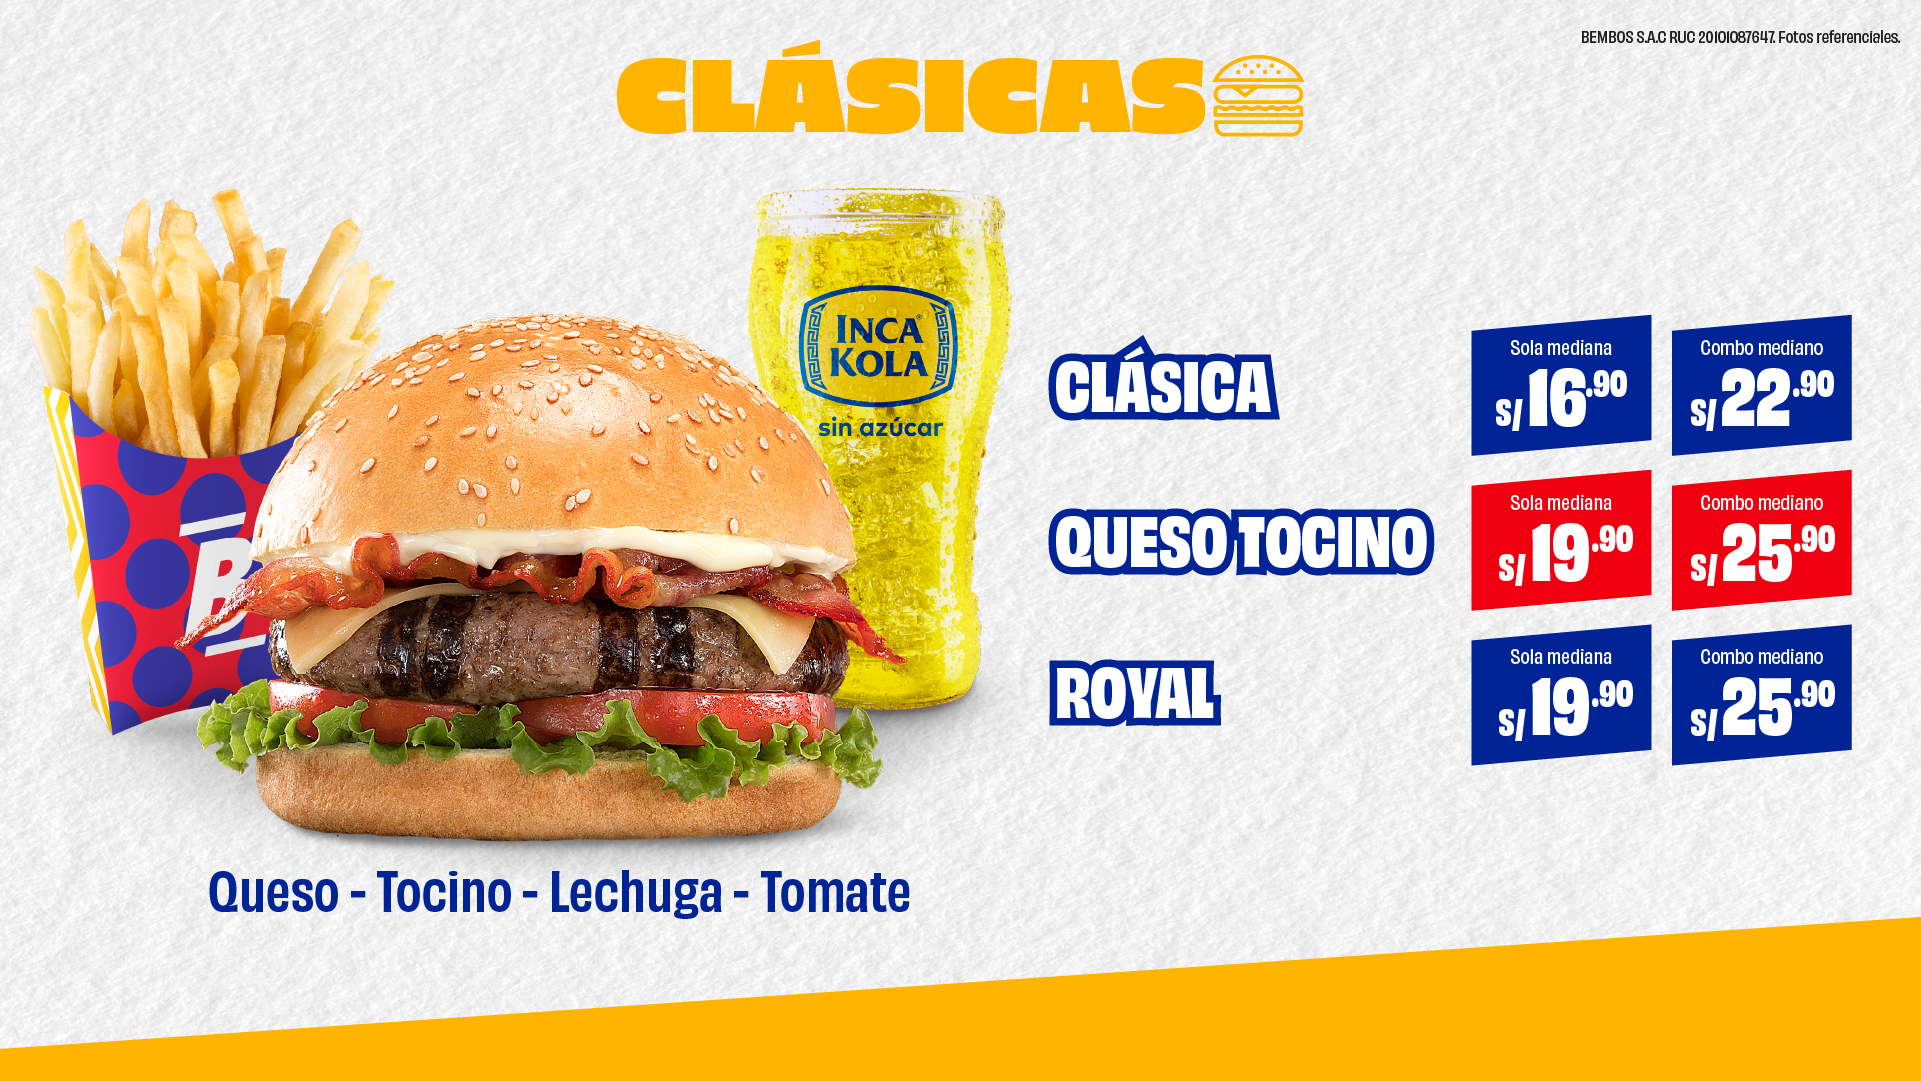 BEMBOS S.A.C RUC 20101087647. Fotos referenciales.
CLÁSICAS
INCA KOLA®
sin azúcar
B
CLÁSICA
Sola mediana
S/ 16.90
Combo mediano
S/ 22.90
QUESO TOCINO
Sola mediana
S/ 19.90
Combo mediano
S/ 25.90
ROYAL
Sola mediana
S/ 19.90
Combo mediano
S/ 25.90
Queso - Tocino - Lechuga - Tomate